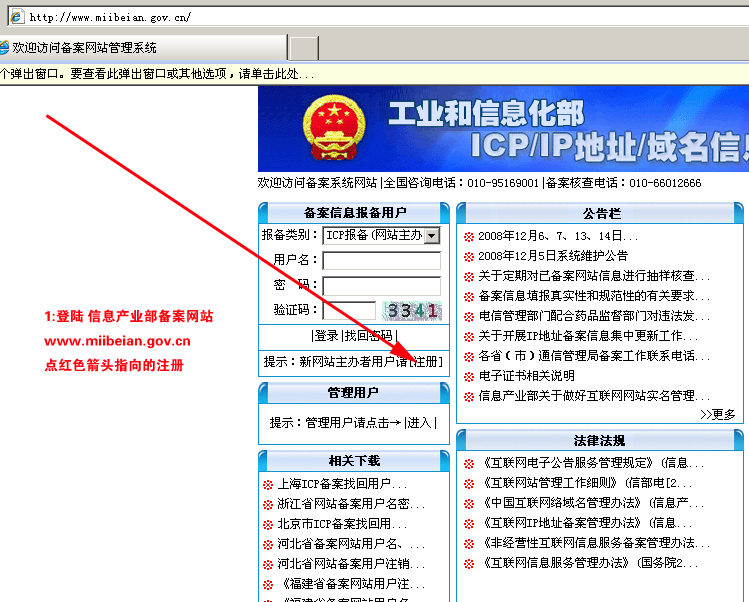 http://www.miibeian.gov.cn/
欢迎访问备案网站管理系统
个弹出窗口。要查看此弹出窗口或其他选项，请单击此处...
工业和信息化部
ICP/IP地址/域名信息
欢迎访问备案系统网站|全国咨询电话：010-95169001|备案核查电话：010-66012666
备案信息报备用户
报备类别：
ICP报备(网站主办
用户名：
密 码：
验证码：
3341
|登录|找回密码|
提示：新网站主办者用户请[注册]
1:登陆 信息产业部备案网站
www.miibeian.gov.cn
点红色箭头指向的注册
管理用户
提示：管理用户请点击→|进入|
相关下载
上海ICP备案找回用户...
浙江省网站备案用户名密...
北京市ICP备案找回用...
河北省备案网站用户名、...
河北省网站备案用户注销...
《福建省备案网站用户注...
《福建省备案网站用户名...
公告栏
2008年12月6、7、13、14日...
2008年12月5日系统维护公告
关于定期对已备案网站信息进行抽样核查...
备案信息填报真实性和规范性的有关要求...
电信管理部门配合药品监督部门对违法发...
关于开展IP地址备案信息集中更新工作...
各省（市）通信管理局备案工作联系电话...
电子证书相关说明
信息产业部关于做好互联网网站实名管理...
>>更多
法律法规
《互联网电子公告服务管理规定》(信息...
《互联网站管理工作细则》(信部电[2...
《中国互联网络域名管理办法》(信息产...
《互联网IP地址备案管理办法》(信息...
《非经营性互联网信息服务备案管理办法...
《互联网信息服务管理办法》(国务院2...